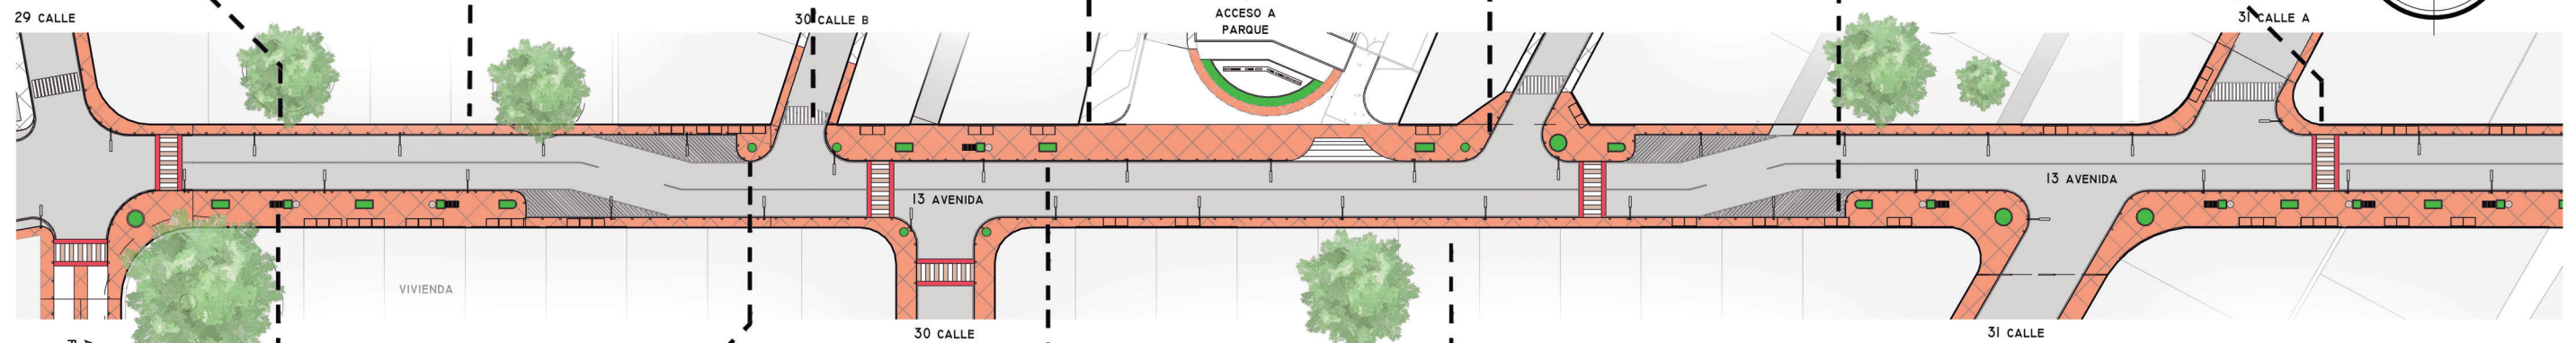 29 CALLE
30 CALLE B
ACCESO A
PARQUE
31 CALLE A
13 AVENIDA
13 AVENIDA
VIVIENDA
30 CALLE
31 CALLE